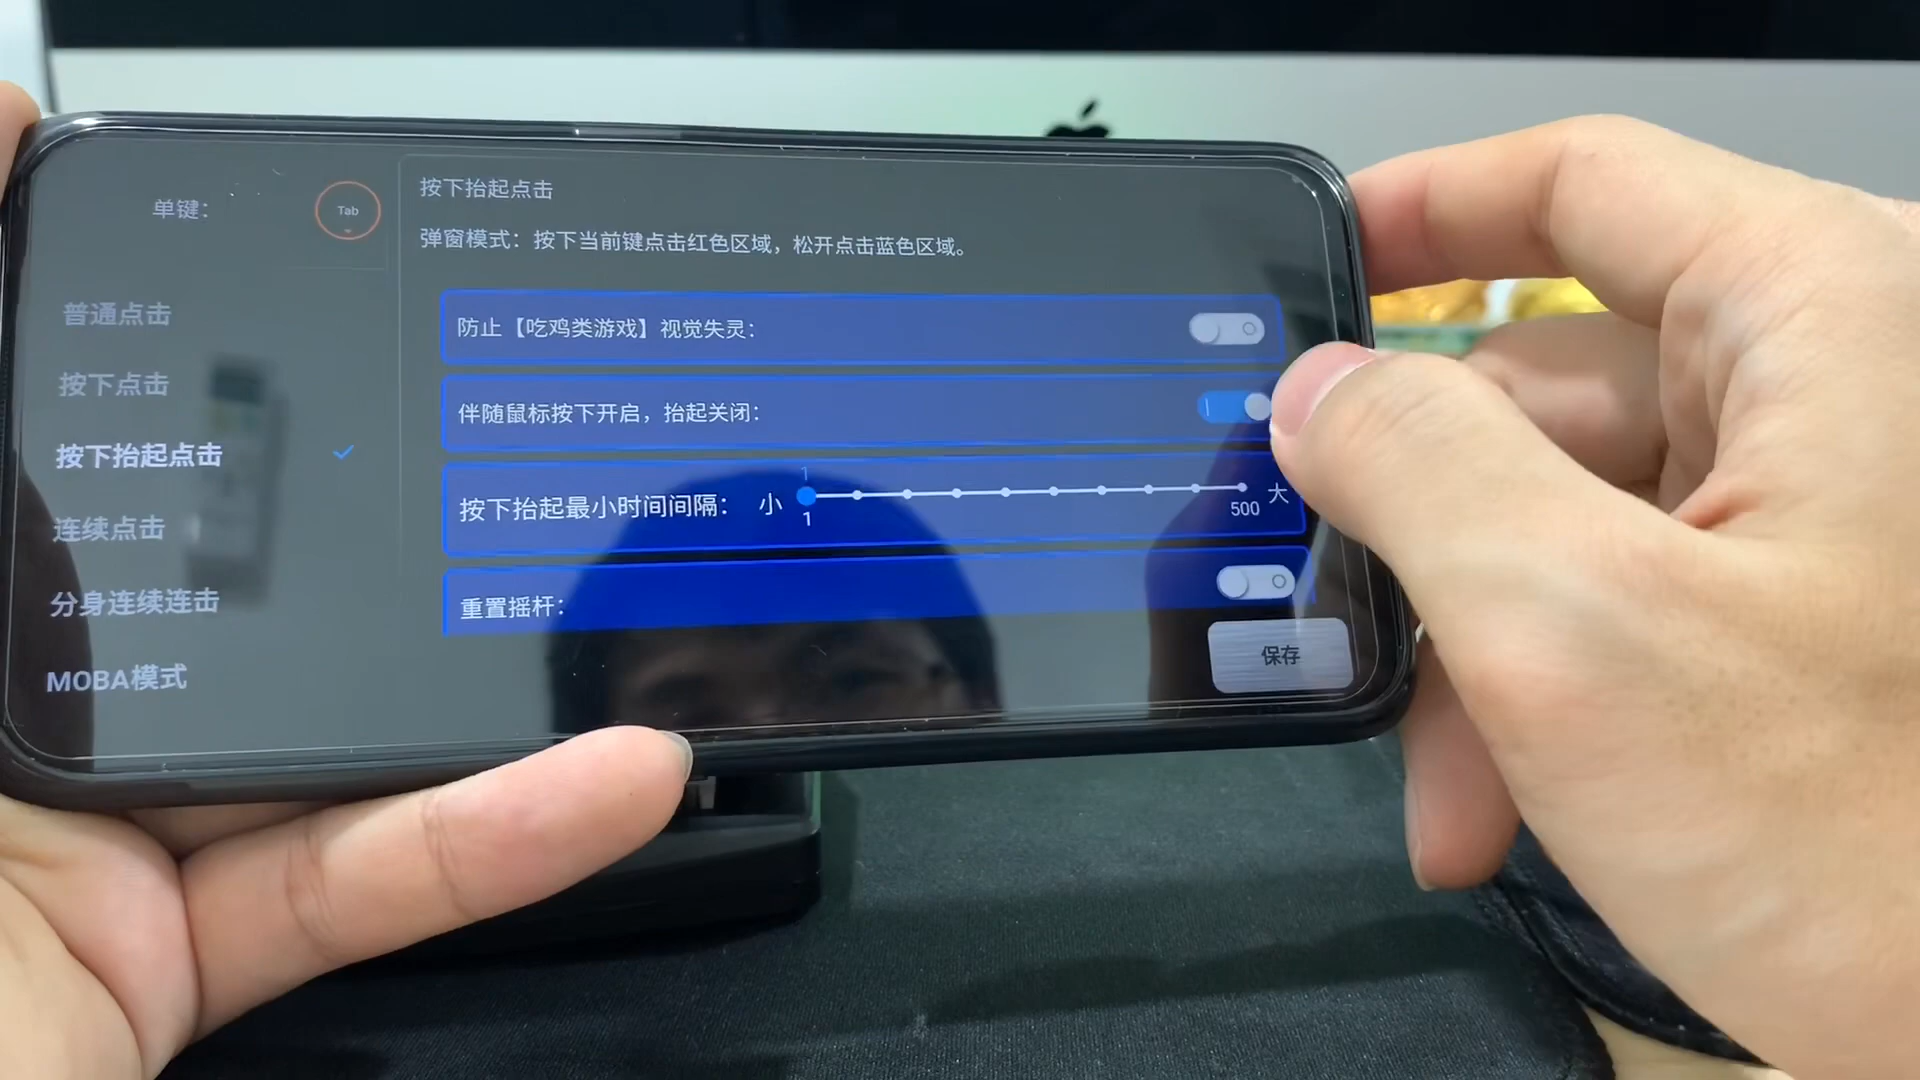 单键：
Tab
普通点击
按下点击
按下抬起点击
连续点击
分身连续连击
MOBA模式
按下抬起点击
弹窗模式：按下当前键点击红色区域，松开点击蓝色区域。
防止【吃鸡类游戏】视觉失灵：
伴随鼠标按下开启，抬起关闭：
按下抬起最小时间间隔： 小 1 1 500 大
重置摇杆：
保存